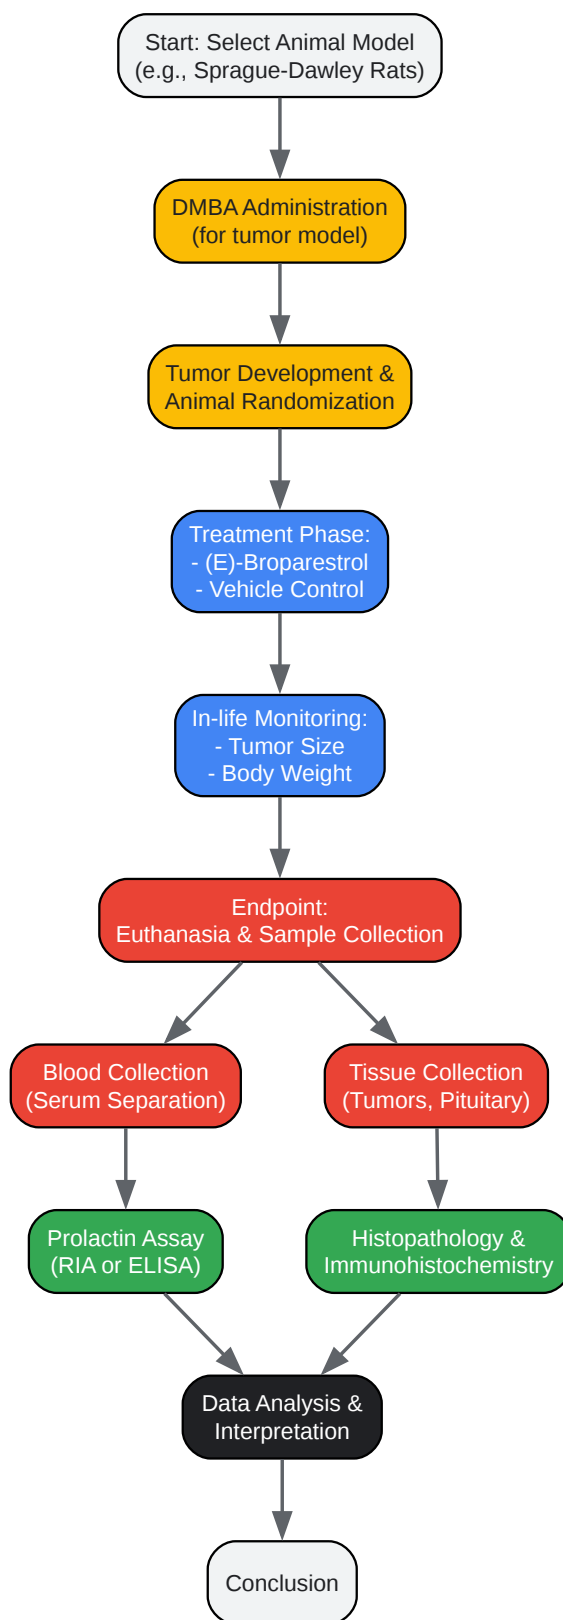 Start: Select Animal Model
(e.g., Sprague-Dawley Rats)
DMBA Administration
(for tumor model)
Tumor Development &
Animal Randomization
Treatment Phase:
- (E)-Broparestrol
- Vehicle Control
In-life Monitoring:
- Tumor Size
- Body Weight
Endpoint:
Euthanasia & Sample Collection
Blood Collection
(Serum Separation)
Tissue Collection
(Tumors, Pituitary)
Prolactin Assay
(RIA or ELISA)
Histopathology &
Immunohistochemistry
Data Analysis &
Interpretation
Conclusion